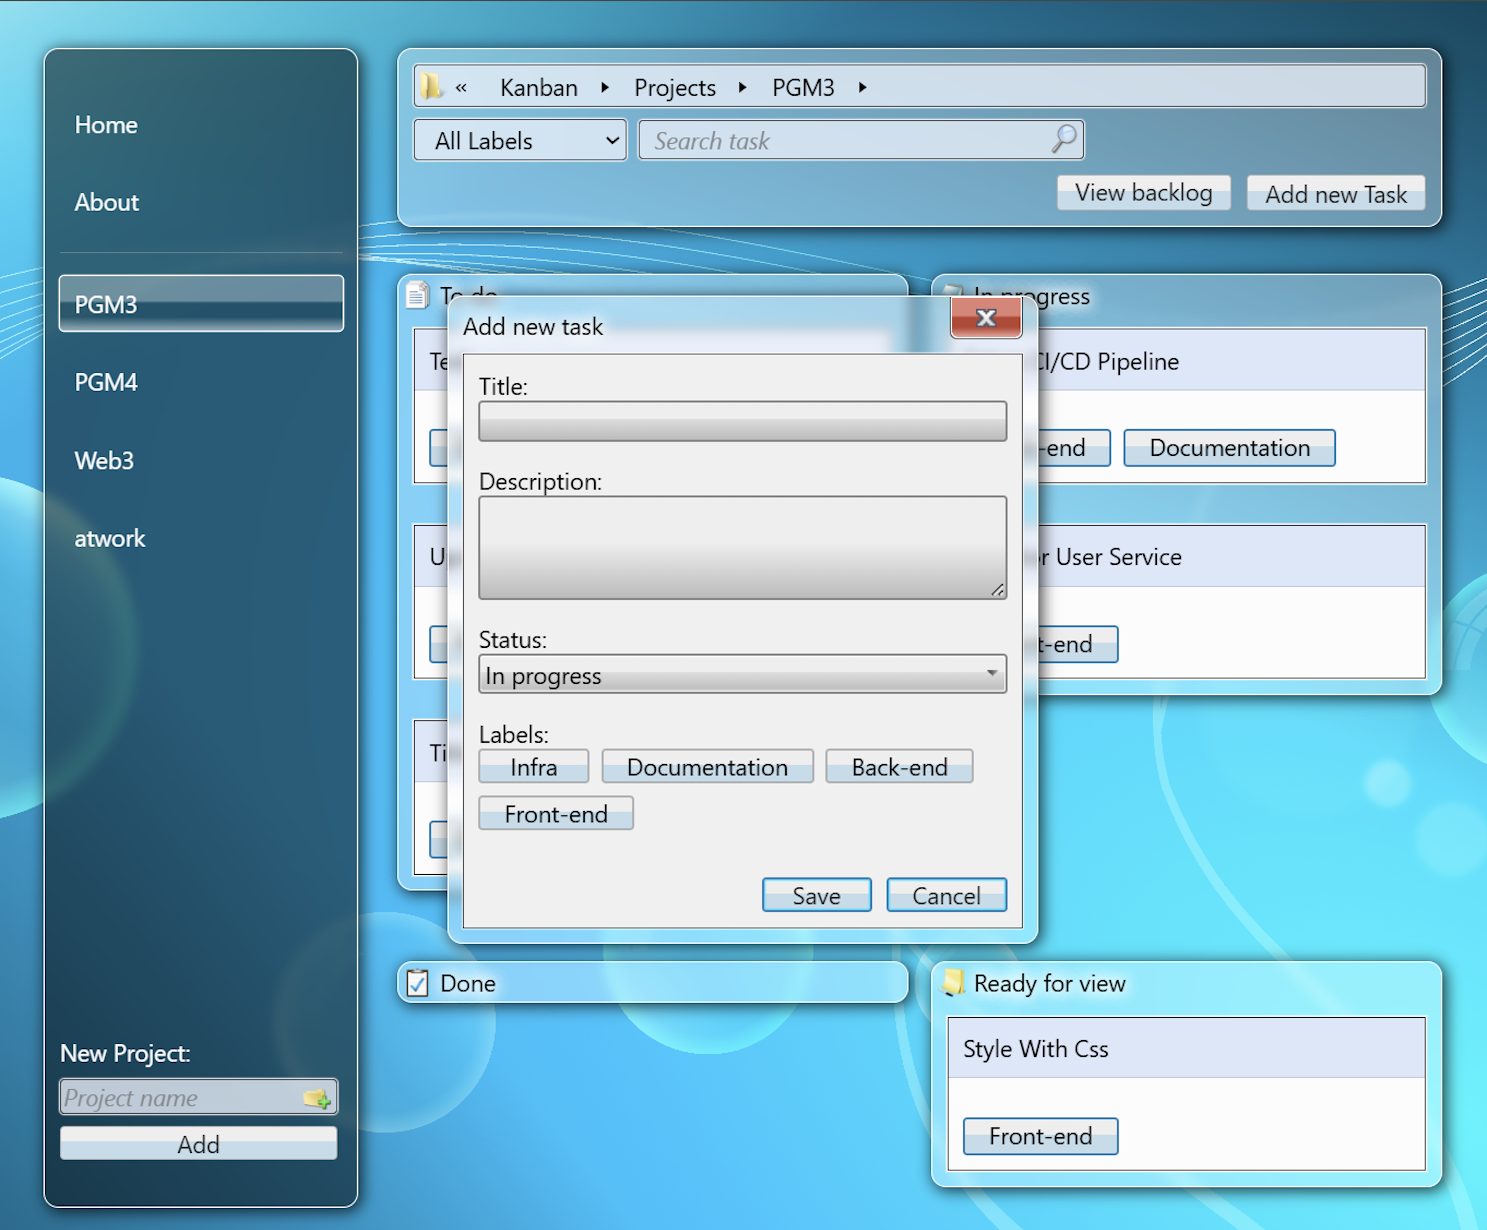 Home
About
PGM3
PGM4
Web3
atwork
New Project:
Project name
Add
« Kanban Projects PGM3
All Labels
Search task
View backlog
Add new Task
To do
In progress
CI/CD Pipeline
-end
Documentation
User Service
-end
Add new task
Title:
Description:
Status:
In progress
Labels:
Infra
Documentation
Back-end
Front-end
Save
Cancel
Done
Ready for view
Style With Css
Front-end